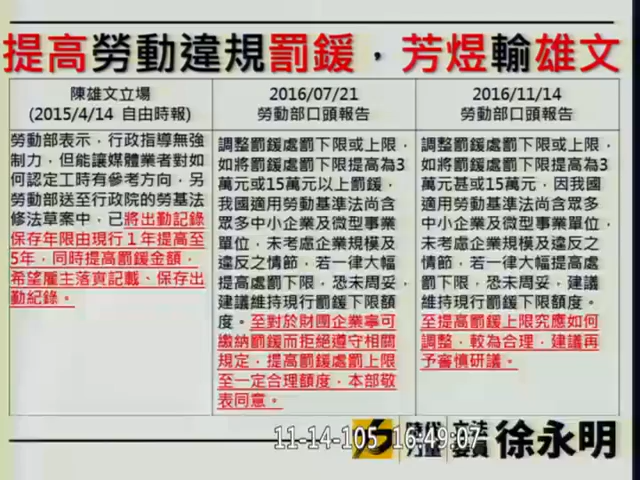 提高勞動違規罰鍰．芳煜輸雄文
陳雄文立場
(2015/4/14 自由時報)
2016/07/21
勞動部口頭報告
2016/11/14
勞動部口頭報告
勞動部表示，行政指導無強
制力，但能讓媒體業者對如
何認定工時有參考方向，另
勞動部送至行政院的勞基法
修法草案中，已將出勤記錄
保存年限由現行１年提高至
5年，同時提高罰鍰金額，
希望雇主落實記載、保存出
勤紀錄。
調整罰鍰處罰下限或上限，
如將罰鍰處罰下限提高為3
萬元或15萬元以上罰鍰，
我國適用勞動基準法尚含
眾多中小企業及微型事業
單位，未考慮企業規模及
違反之情節，若一律大幅
提高處罰下限，恐未周妥，
建議維持現行罰鍰下限額
度。至對於財團企業寧可
繳納罰鍰而拒絕遵守相關
規定，提高罰鍰處罰上限
至一定合理額度，本部敬
表同意。
調整罰鍰處罰下限或上限，
如將罰鍰處罰下限提高為3
萬元甚或15萬元，因我國
適用勞動基準法尚含眾多
中小企業及微型事業單位，
未考慮企業規模及違反之
情節，若一律大幅提高處
罰下限，恐未周妥，建議
維持現行罰鍰下限額度。
至提高罰鍰上限究應如何
調整，較為合理，建議再
予審慎研議。
11-14-105 16:49:07
時代
力量
立法
委員
徐永明